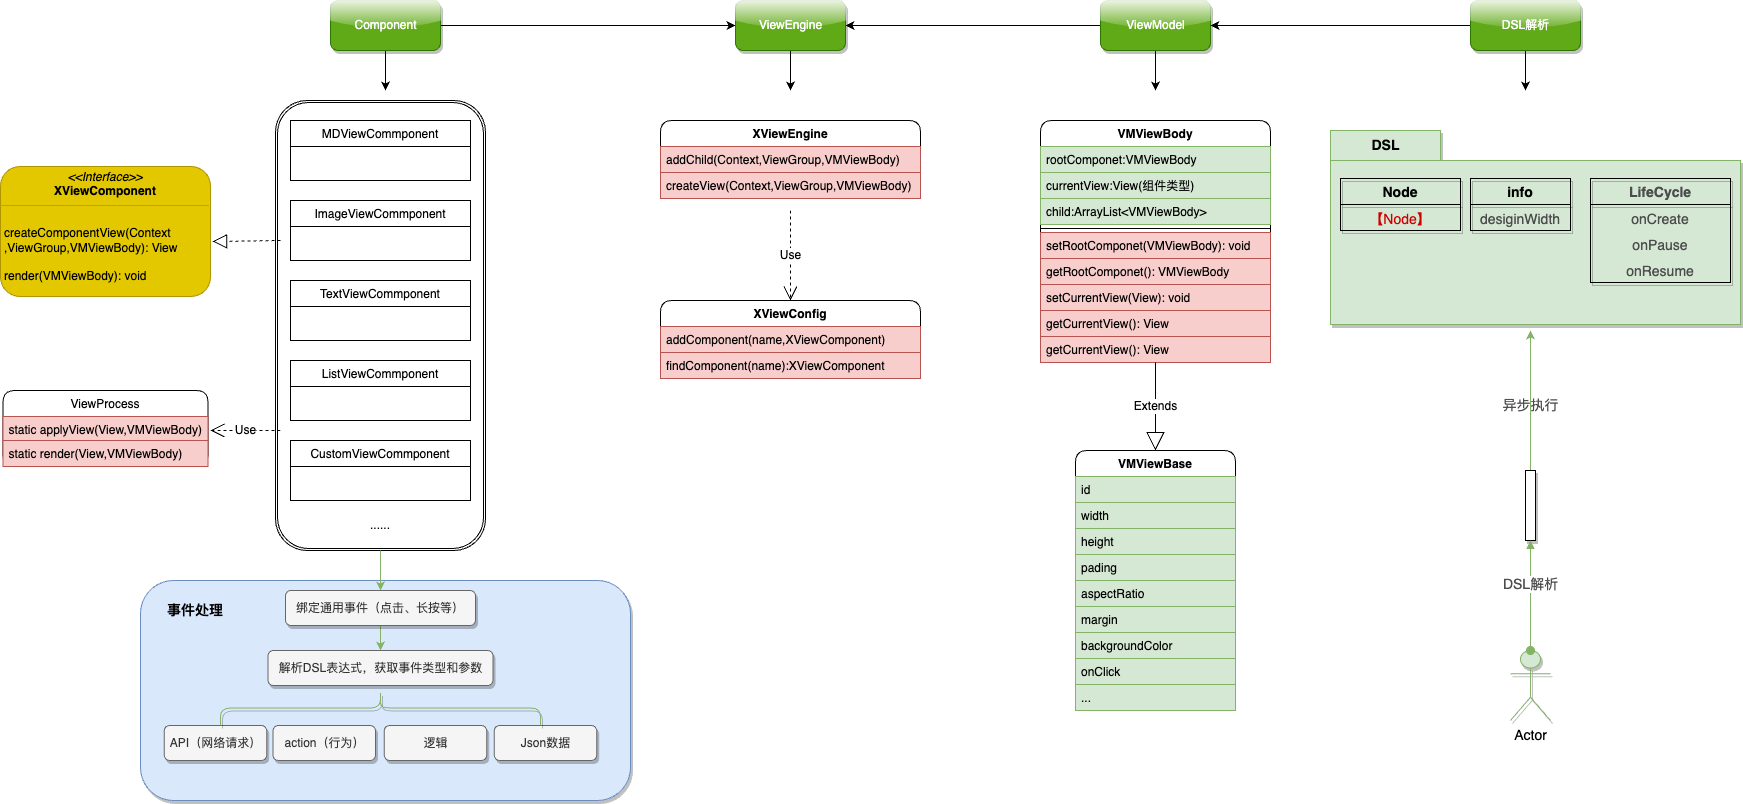 Component
ViewEngine
ViewModel
DSL解析
MDViewCommponent
ImageViewCommponent
TextViewCommponent
ListViewCommponent
CustomViewCommponent
......
<<Interface>>
XViewComponent
createComponentView(Context
,ViewGroup,VMViewBody): View
render(VMViewBody): void
ViewProcess
static applyView(View,VMViewBody)
static render(View,VMViewBody)
Use
事件处理
绑定通用事件（点击、长按等）
解析DSL表达式，获取事件类型和参数
API（网络请求）
action（行为）
逻辑
Json数据
XViewEngine
addChild(Context,ViewGroup,VMViewBody)
createView(Context,ViewGroup,VMViewBody)
Use
XViewConfig
addComponent(name,XViewComponent)
findComponent(name):XViewComponent
VMViewBody
rootComponet:VMViewBody
currentView:View(组件类型)
child:ArrayList<VMViewBody>
setRootComponet(VMViewBody): void
getRootComponet(): VMViewBody
setCurrentView(View): void
getCurrentView(): View
getCurrentView(): View
Extends
VMViewBase
id
width
height
pading
aspectRatio
margin
backgroundColor
onClick
...
DSL
Node
【Node】
info
desiginWidth
LifeCycle
onCreate
onPause
onResume
异步执行
DSL解析
Actor